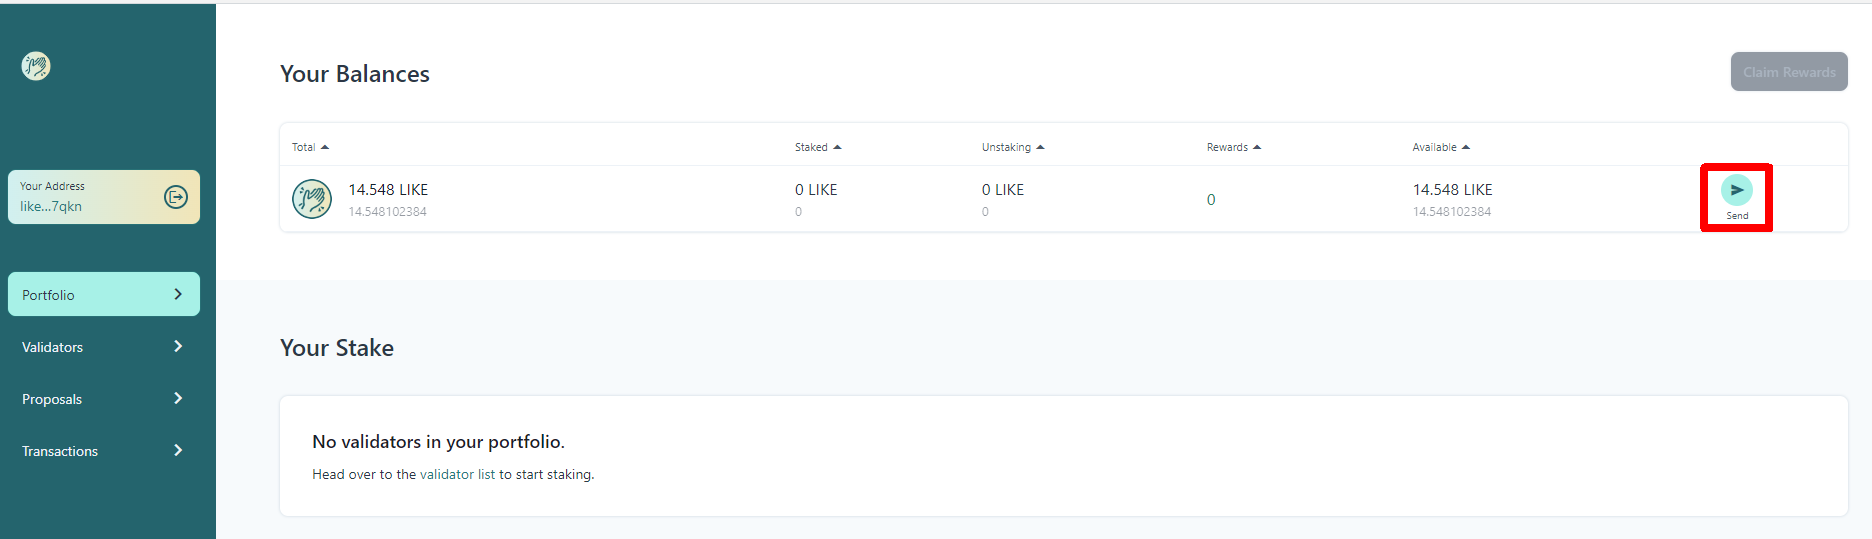 Your Balances
Claim Rewards
Total Staked Unstaking Rewards Available
14.548 LIKE 0 LIKE 0 LIKE 0 14.548 LIKE
14.548102384 0 0 14.548102384
Send
Your Address
like...7qkn
Portfolio
Validators
Proposals
Transactions
Your Stake
No validators in your portfolio.
Head over to the validator list to start staking.